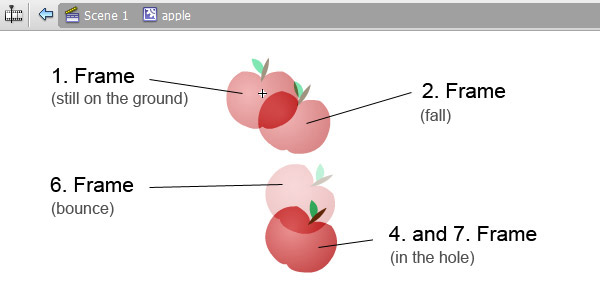 Scene 1 apple
1. Frame
(still on the ground)
2. Frame
(fall)
6. Frame
(bounce)
4. and 7. Frame
(in the hole)